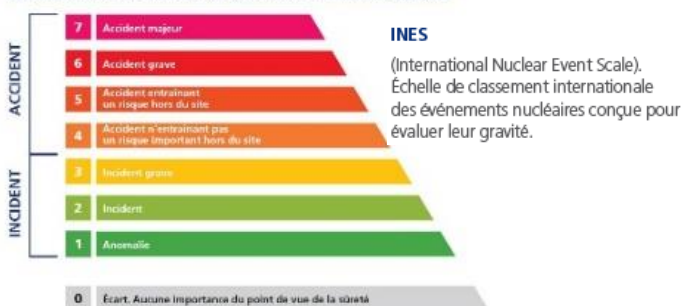 7 Accident majeur
6 Accident grave
5 Accident entraînant
un risque hors du site
4 Accident n'entraînant pas
un risque important hors du site
3 Incident grave
2 Incident
1 Anomalie
0 Écart. Aucune importance du point de vue de la sûreté
ACCIDENT
INCIDENT
INES
(International Nuclear Event Scale).
Échelle de classement internationale
des événements nucléaires conçue pour
évaluer leur gravité.